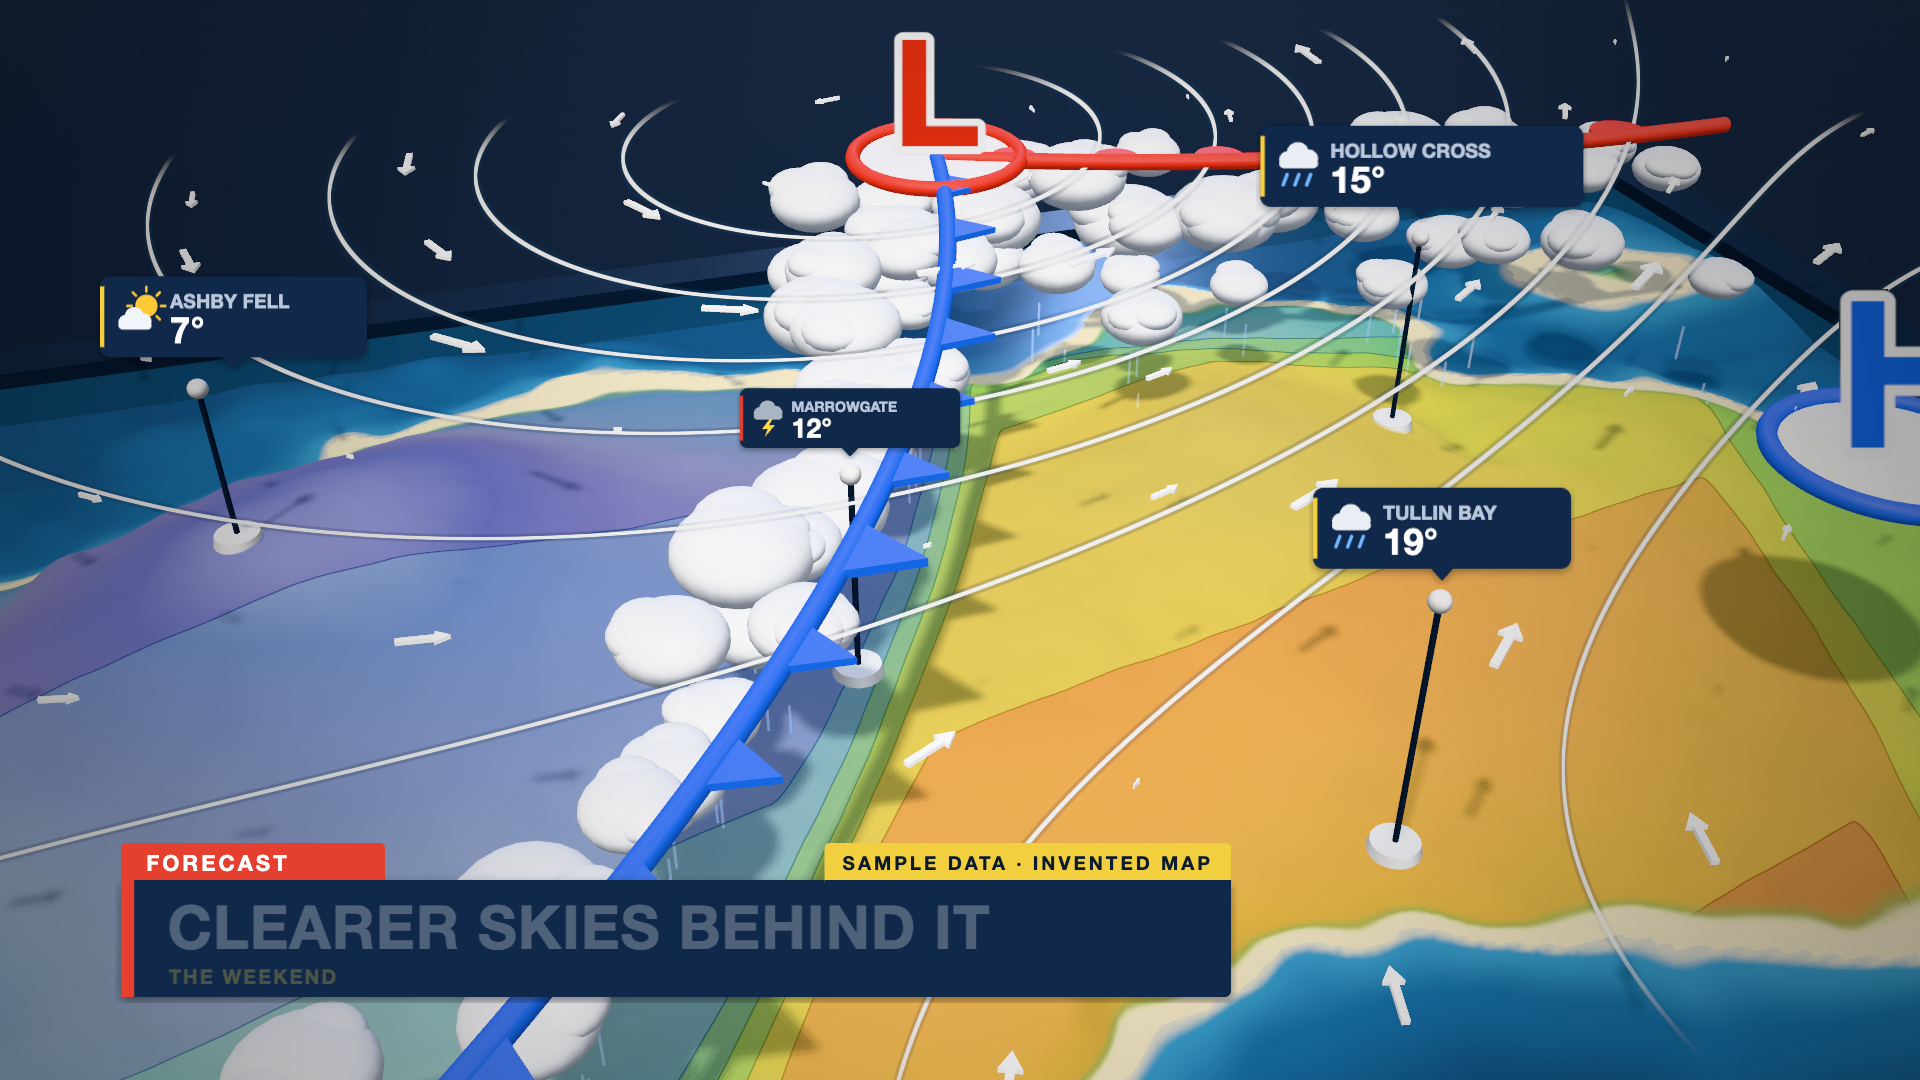 L
HOLLOW CROSS
15°
ASHBY FELL
7°
H
MARROWGATE
12°
TULLIN BAY
19°
FORECAST
SAMPLE DATA · INVENTED MAP
CLEARER SKIES BEHIND IT
THE WEEKEND